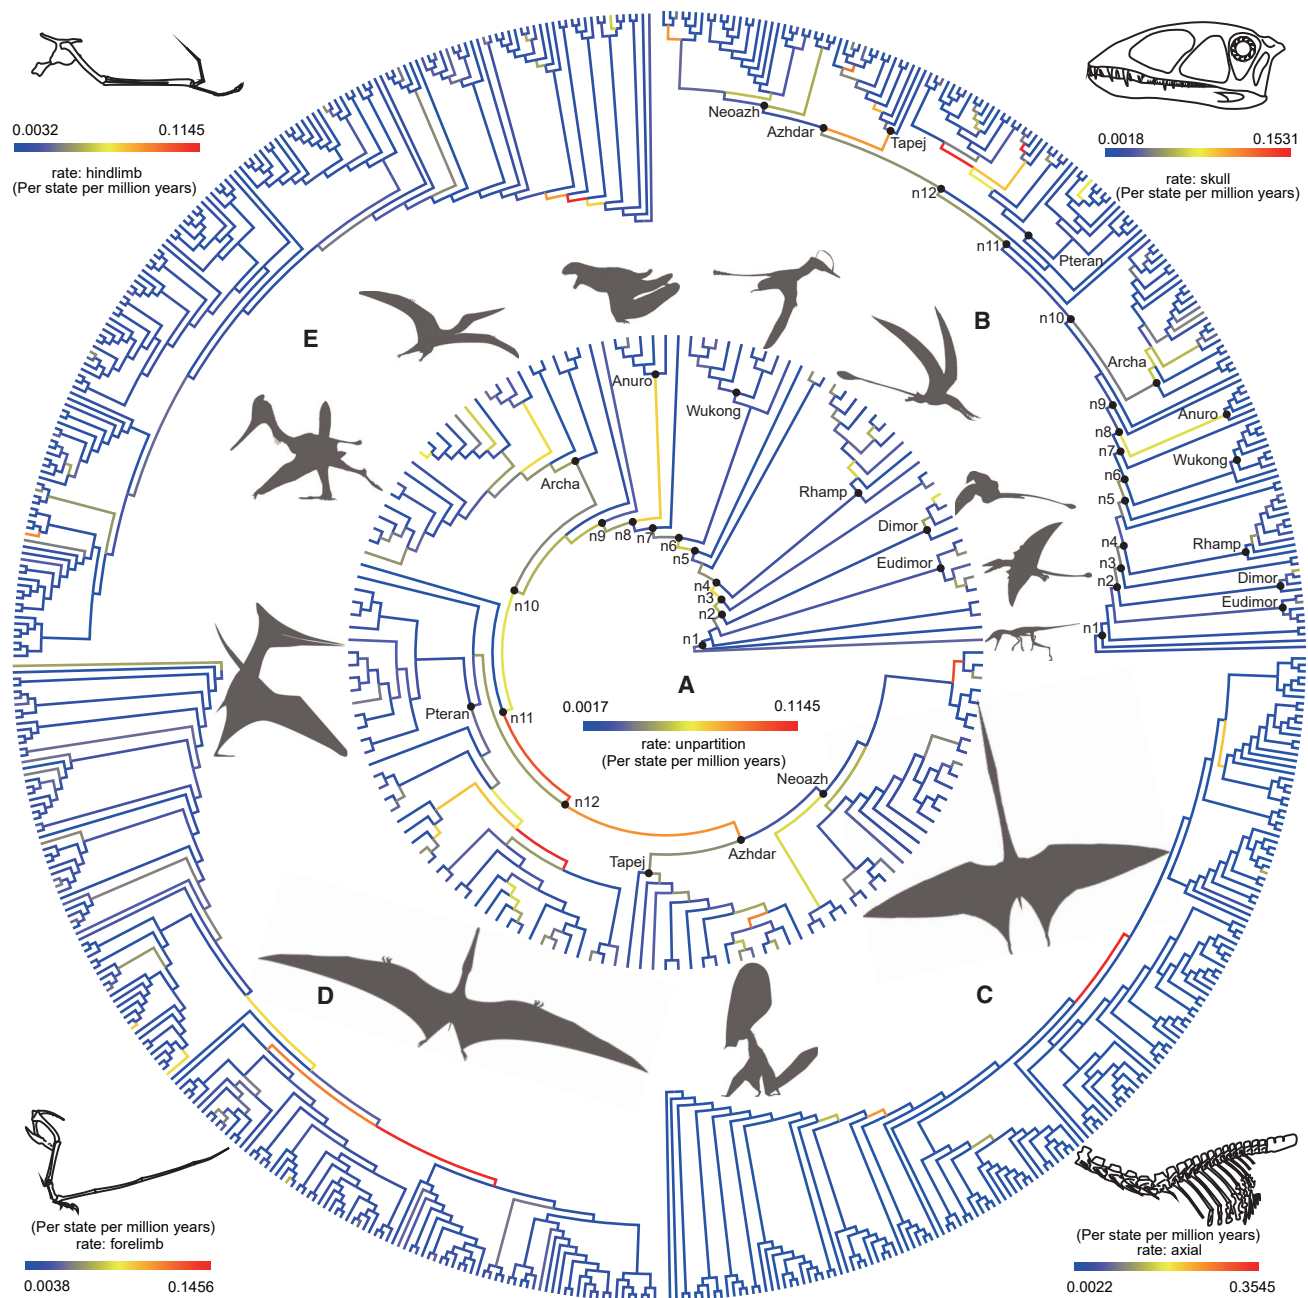 0.0032 0.1145
rate: hindlimb
(Per state per million years)
0.0018 0.1531
rate: skull
(Per state per million years)
Neoazh
Azhdar
Tapej
n12
n11
Pteran
n10
Archa
n9
Anuro
n8
n7
Wukong
n6
n5
n4
Rhamp
n3
n2
Dimor
Eudimor
n1
B
E
Anuro
Wukong
Archa
Rhamp
Dimor
Eudimor
n9
n8
n7
n6
n5
n4
n3
n2
n1
n10
A
0.0017 0.1145
rate: unpartition
(Per state per million years)
Pteran
n11
n12
Neoazh
Azhdar
Tapej
D
C
(Per state per million years)
rate: forelimb
0.0038 0.1456
(Per state per million years)
rate: axial
0.0022 0.3545